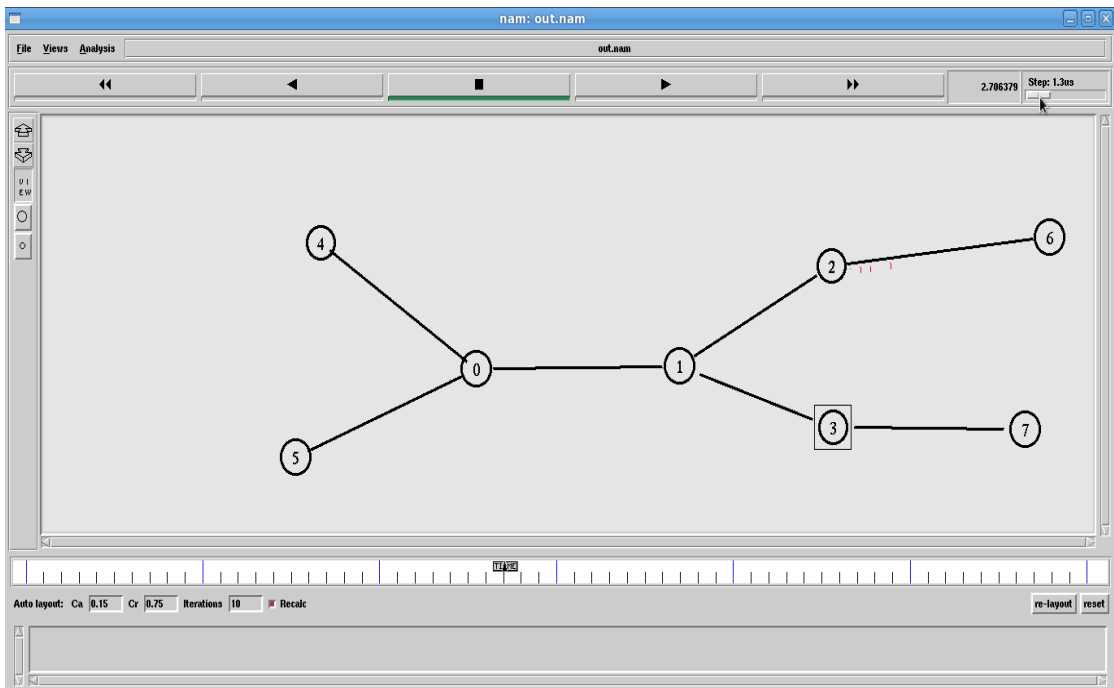 nam: out.nam
File Views Analysis out.nam
2.706379 Step: 1.3us
V I
E W
4
6
2
0
1
3
7
5
TIME
Auto layout: Ca 0.15 Cr 0.75 Iterations 10 Recalc re-layout reset